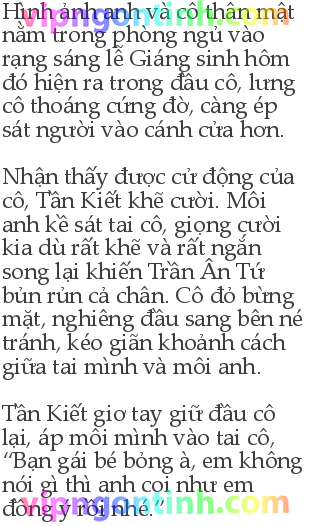 Hình ảnh anh và cô thân mật
vipngontinh.com
nằm trong phòng ngủ vào
rạng sáng lễ Giáng sinh hôm
đó hiện ra trong đầu cô, lưng
cô thoáng cứng đờ, càng ép
sát người vào cánh cửa hơn.
Nhận thấy được cử động của
cô, Tần Kiết khẽ cười. Môi
anh kề sát tai cô, giọng cười
kia dù rất khẽ và rất ngắn
song lại khiến Trần Ân Tứ
bủn rủn cả chân. Cô đỏ bừng
mặt, nghiêng đầu sang bên né
tránh, kéo giãn khoảnh cách
giữa tai mình và môi anh.
Tần Kiết giơ tay giữ đầu cô
lại, áp môi mình vào tai cô,
“Bạn gái bé bỏng à, em không
nói gì thì anh coi như em
đồng ý rồi nhé.”
vipngontinh.com